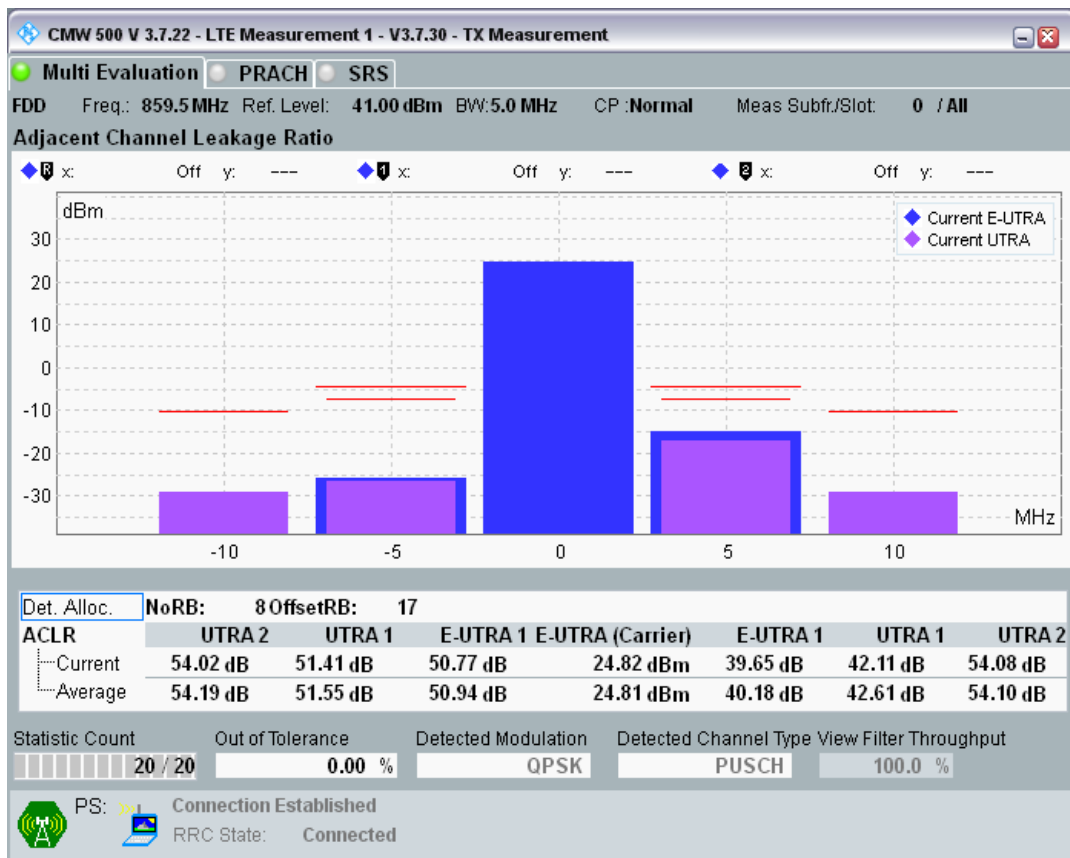 CMW 500 V 3.7.22 - LTE Measurement 1 - V3.7.30 - TX Measurement
Multi Evaluation PRACH SRS
FDD Freq.: 859.5 MHz Ref. Level: 41.00 dBm BW:5.0 MHz CP :Normal Meas Subfr./Slot: 0 / All
Adjacent Channel Leakage Ratio
R x: Off y: --- 1 x: Off y: --- 2 x: Off y: ---
dBm
Current E-UTRA
Current UTRA
30
20
10
0
-10
-20
-30
MHz
-10 -5 0 5 10
Det. Alloc. NoRB: 8 OffsetRB: 17
ACLR UTRA 2 UTRA 1 E-UTRA 1 E-UTRA (Carrier) E-UTRA 1 UTRA 1 UTRA 2
Current 54.02 dB 51.41 dB 50.77 dB 24.82 dBm 39.65 dB 42.11 dB 54.08 dB
Average 54.19 dB 51.55 dB 50.94 dB 24.81 dBm 40.18 dB 42.61 dB 54.10 dB
Statistic Count Out of Tolerance Detected Modulation Detected Channel Type View Filter Throughput
20 / 20 0.00 % QPSK PUSCH 100.0 %
PS: Connection Established
RRC State: Connected